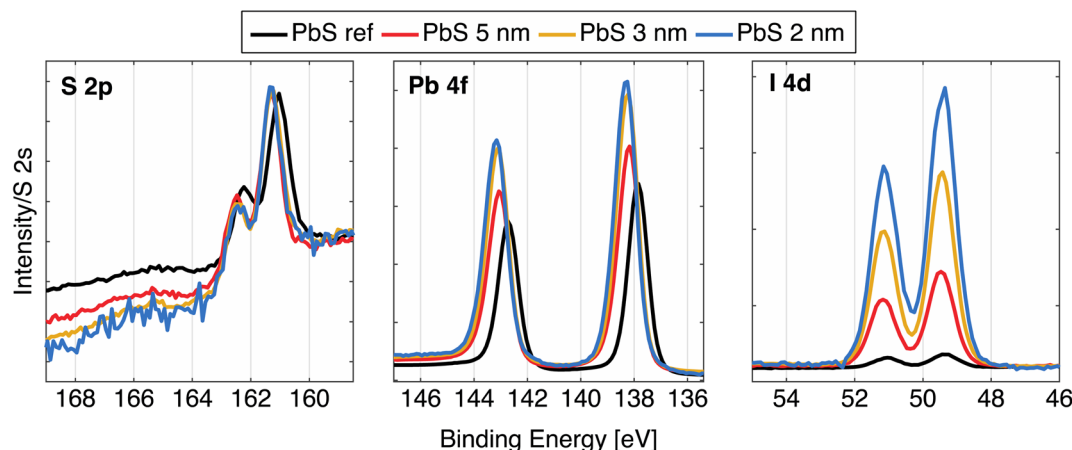 PbS ref PbS 5 nm PbS 3 nm PbS 2 nm
S 2p
Pb 4f
I 4d
Intensity/S 2s
168 166 164 162 160
146 144 142 140 138 136
54 52 50 48 46
Binding Energy [eV]